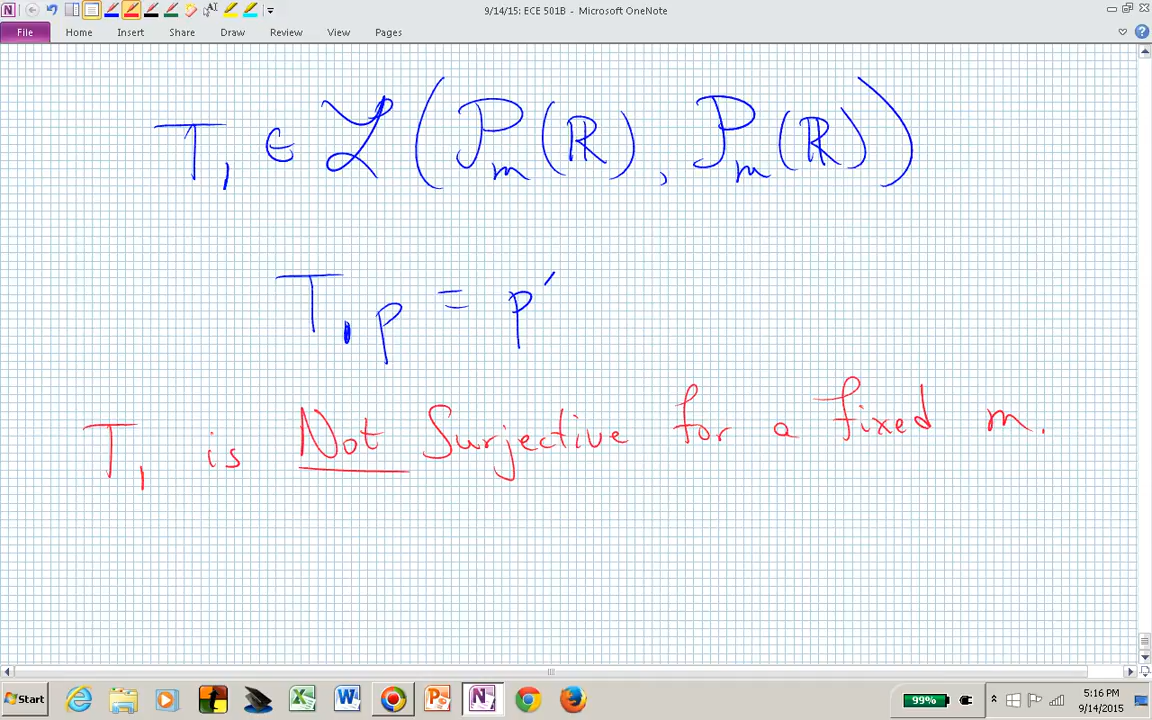 9/14/15: ECE 501B - Microsoft OneNote
File Home Insert Share Draw Review View Pages
T₁ ∈ ℒ(𝒫ₘ(ℝ), 𝒫ₘ(ℝ))
T₁p = p′
T₁ is Not Surjective for a fixed m.
Start
99%
5:16 PM
9/14/2015